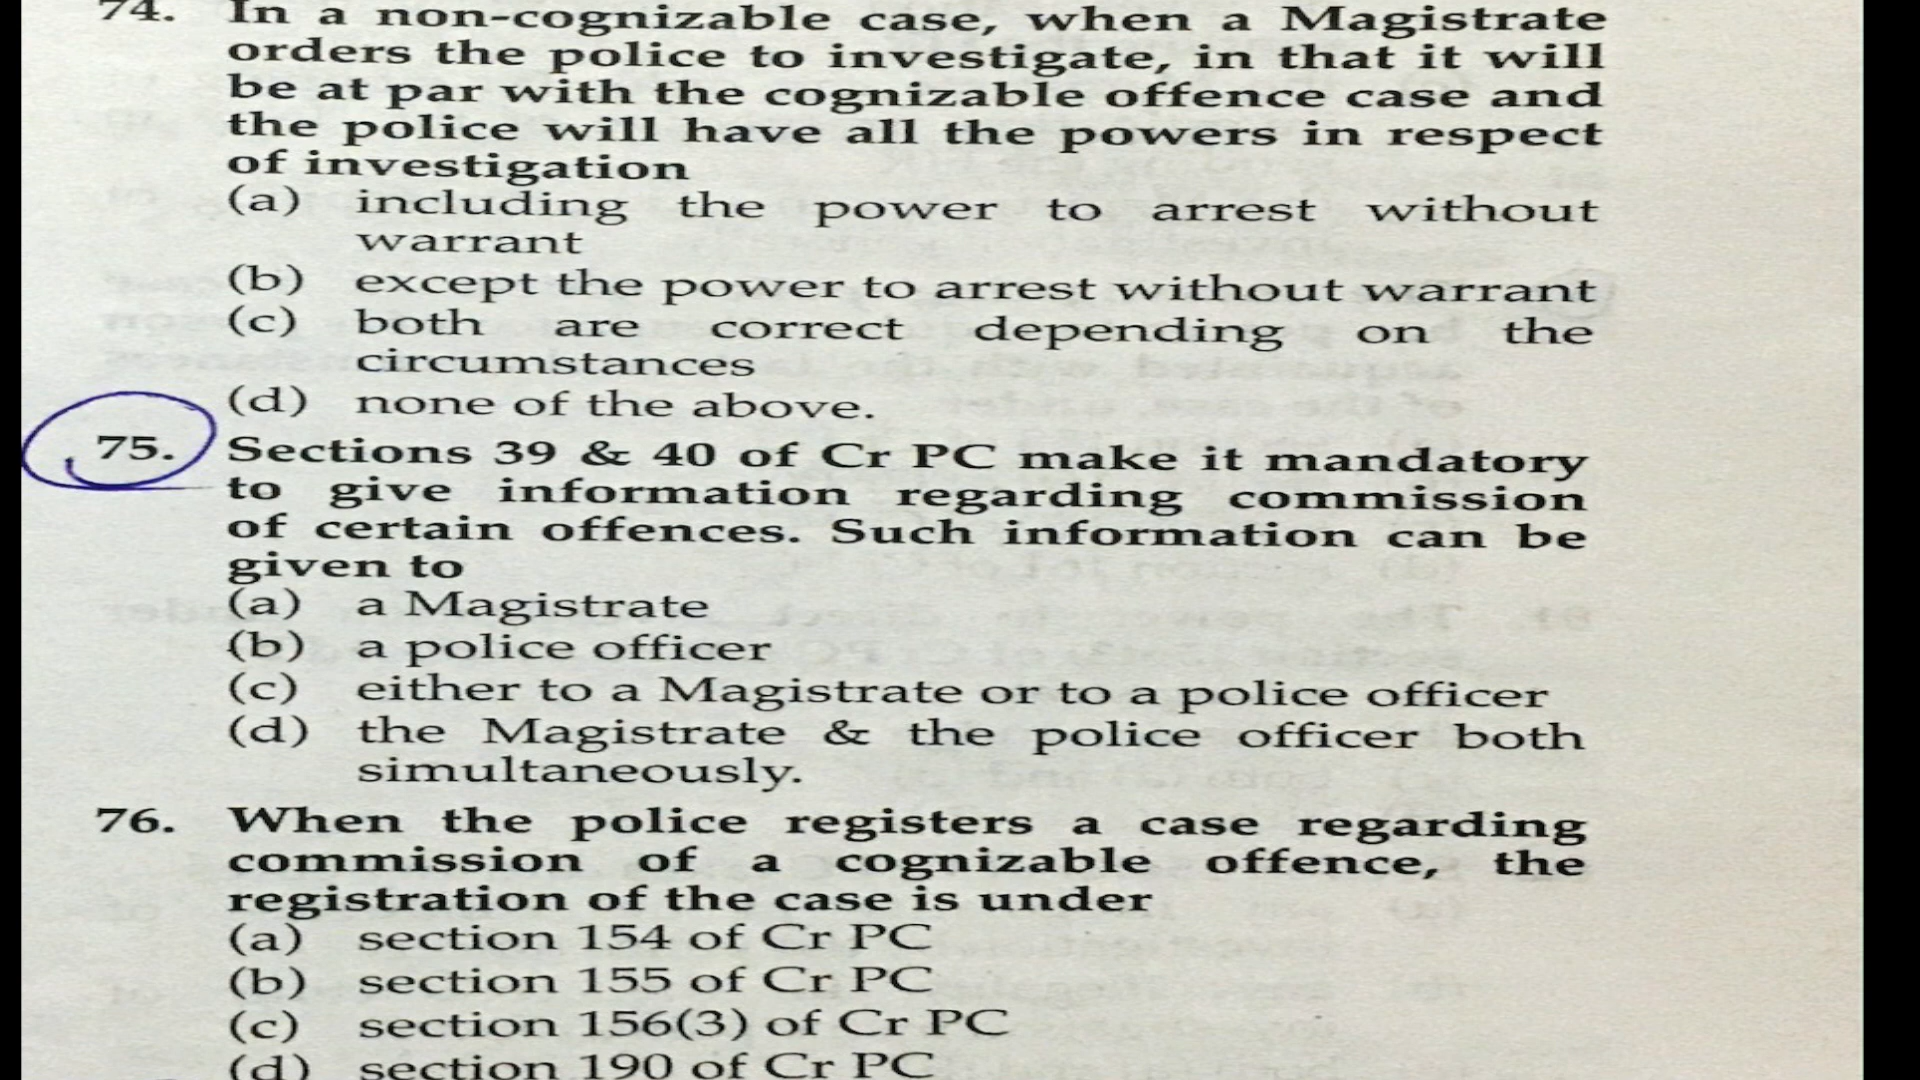 74. In a non-cognizable case, when a Magistrate
orders the police to investigate, in that it will
be at par with the cognizable offence case and
the police will have all the powers in respect
of investigation
(a) including the power to arrest without
warrant
(b) except the power to arrest without warrant
(c) both are correct depending on the
circumstances
(d) none of the above.
75. Sections 39 & 40 of Cr PC make it mandatory
to give information regarding commission
of certain offences. Such information can be
given to
(a) a Magistrate
(b) a police officer
(c) either to a Magistrate or to a police officer
(d) the Magistrate & the police officer both
simultaneously.
76. When the police registers a case regarding
commission of a cognizable offence, the
registration of the case is under
(a) section 154 of Cr PC
(b) section 155 of Cr PC
(c) section 156(3) of Cr PC
(d) section 190 of Cr PC